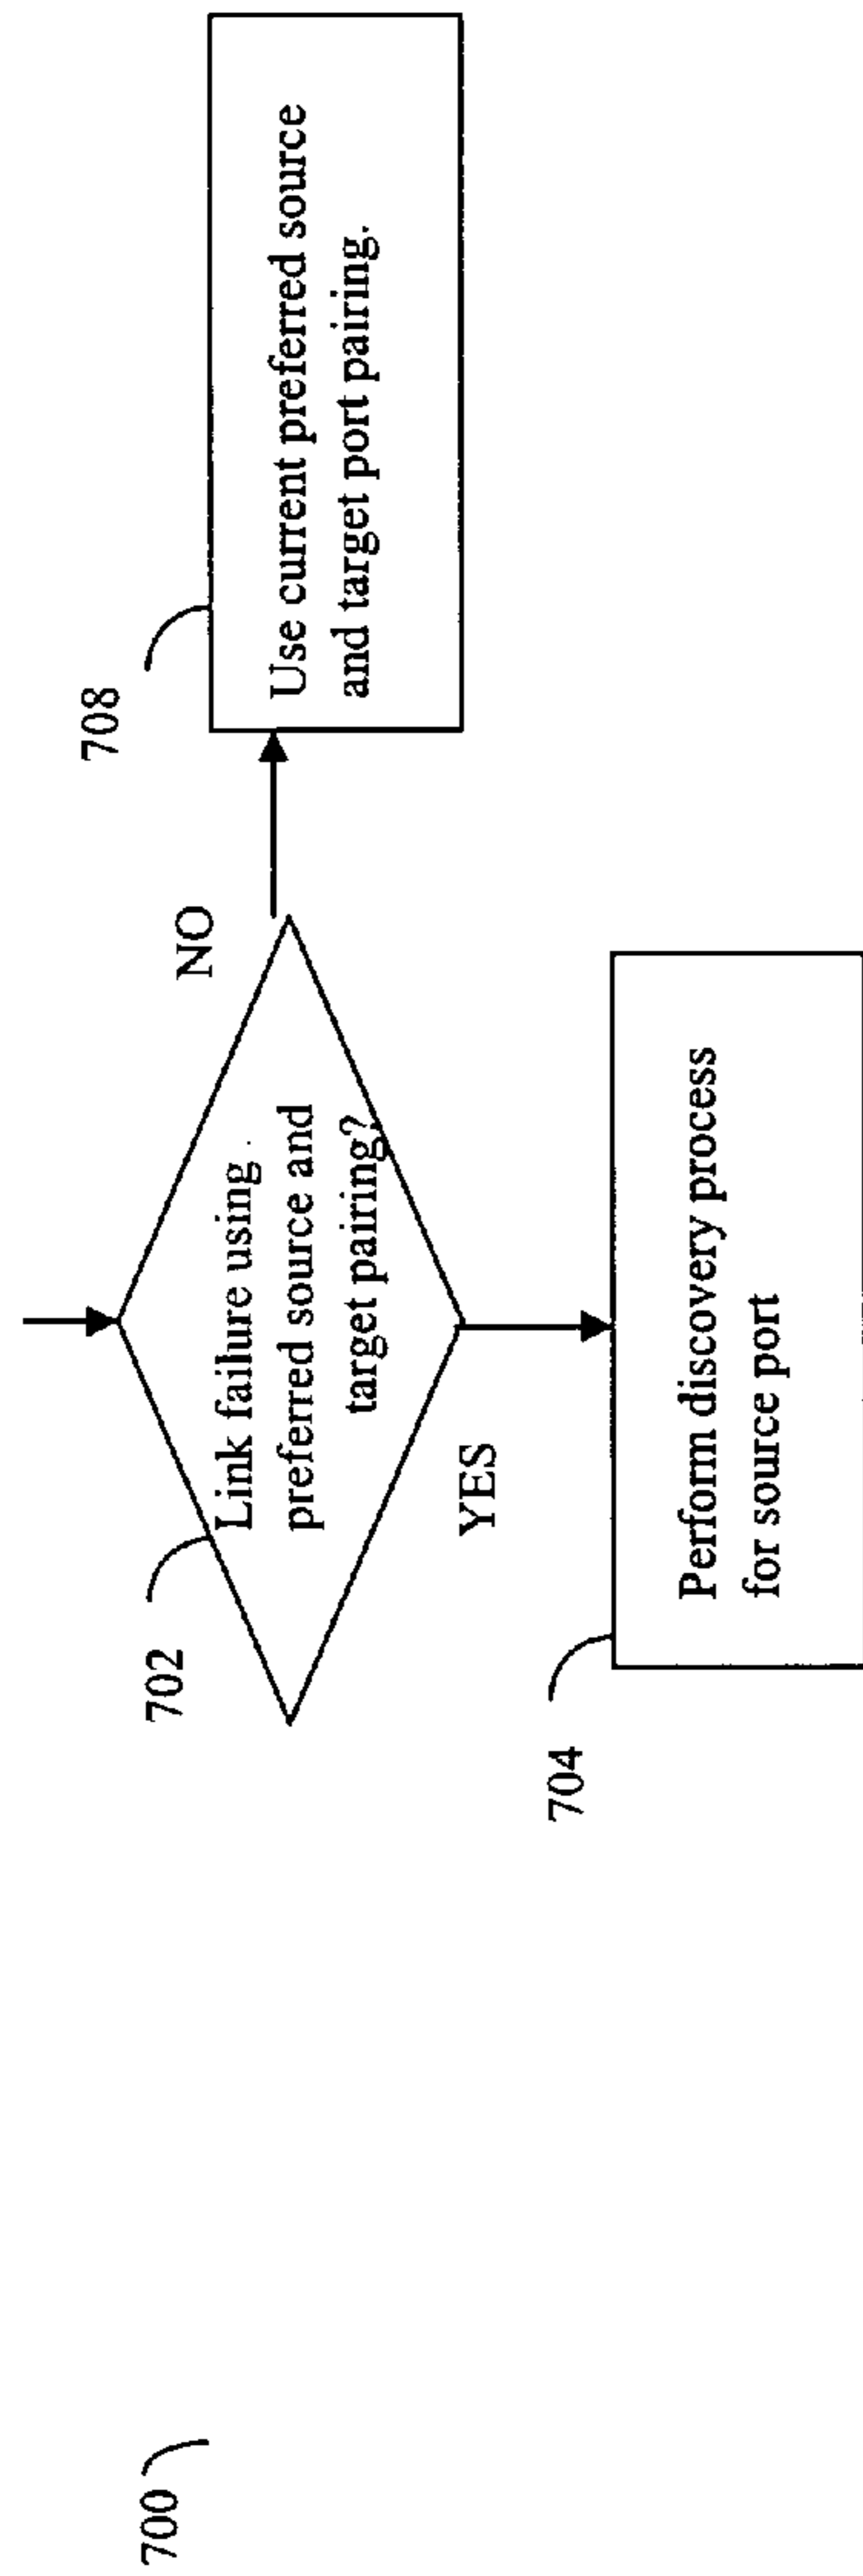 700
702
Link failure using
preferred source and
target pairing?
NO
708
Use current preferred source
and target port pairing.
YES
704
Perform discovery process
for source port